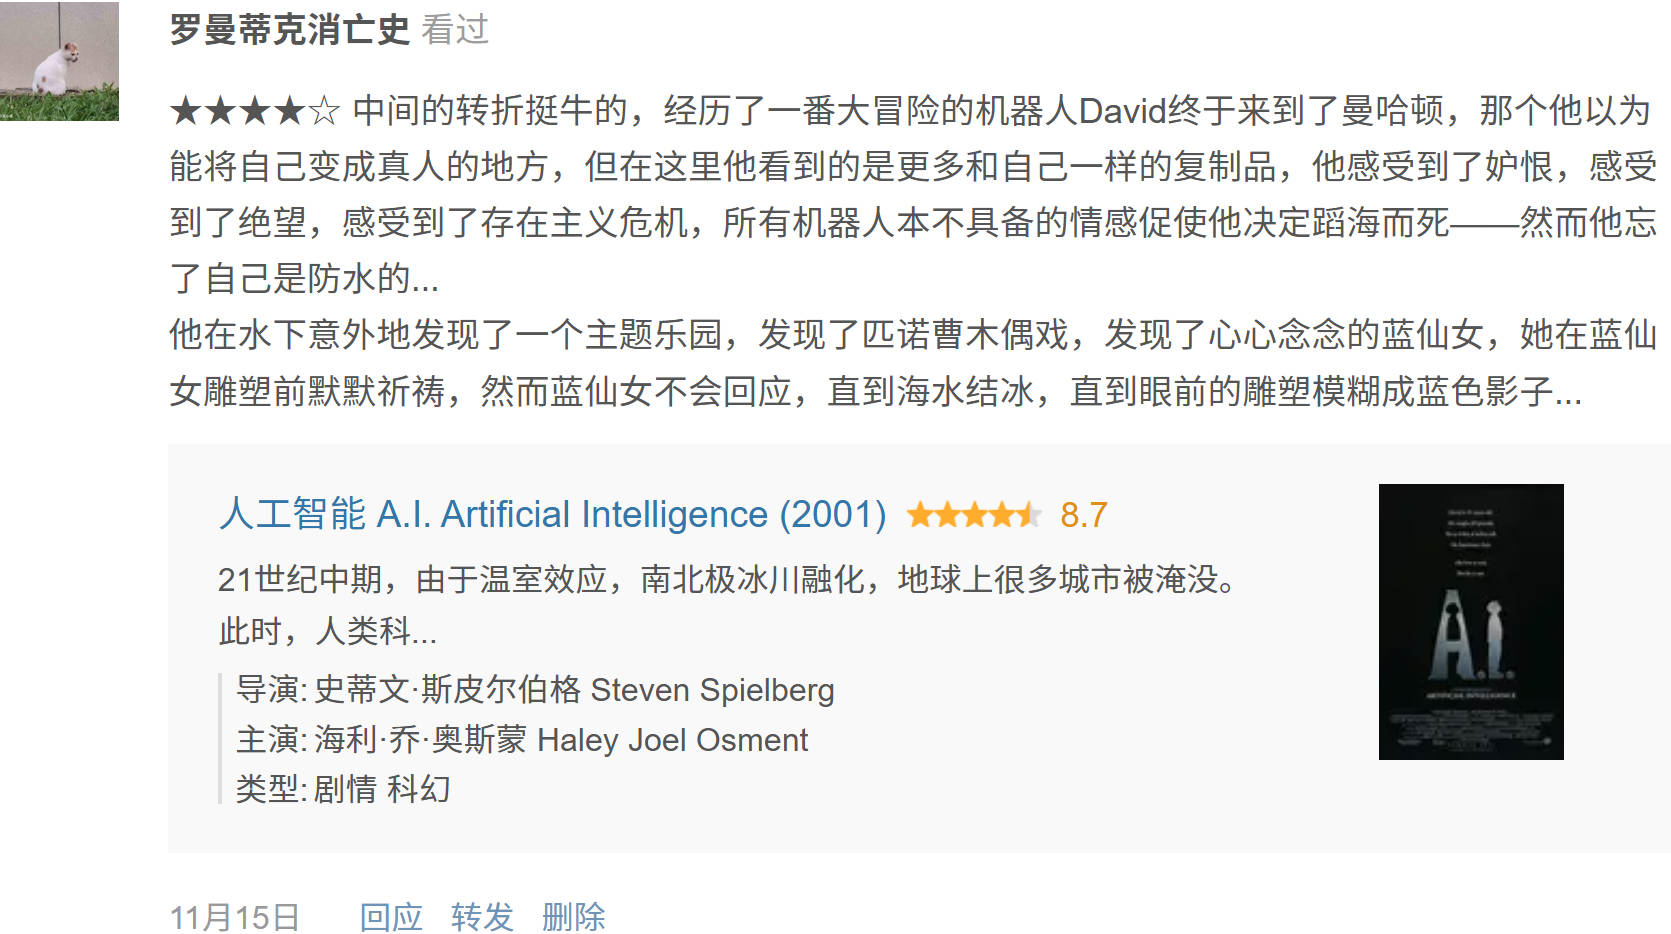 罗曼蒂克消亡史 看过
★★★★☆ 中间的转折挺牛的，经历了一番大冒险的机器人David终于来到了曼哈顿，那个他以为
能将自己变成真人的地方，但在这里他看到的是更多和自己一样的复制品，他感受到了妒恨，感受
到了绝望，感受到了存在主义危机，所有机器人本不具备的情感促使他决定蹈海而死——然而他忘
了自己是防水的...
他在水下意外地发现了一个主题乐园，发现了匹诺曹木偶戏，发现了心心念念的蓝仙女，她在蓝仙
女雕塑前默默祈祷，然而蓝仙女不会回应，直到海水结冰，直到眼前的雕塑模糊成蓝色影子...
人工智能 A.I. Artificial Intelligence (2001) 8.7
21世纪中期，由于温室效应，南北极冰川融化，地球上很多城市被淹没。
此时，人类科...
导演: 史蒂文·斯皮尔伯格 Steven Spielberg
主演: 海利·乔·奥斯蒙 Haley Joel Osment
类型: 剧情 科幻
A.I.
ARTIFICIAL INTELLIGENCE
11月15日 回应 转发 删除